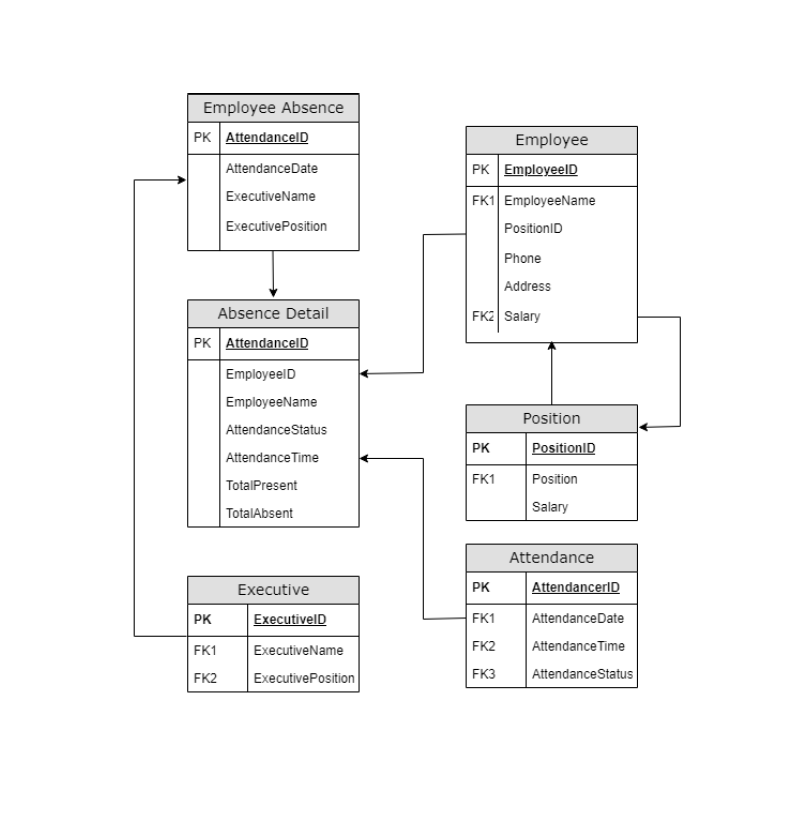 Employee Absence
PK AttendanceID
AttendanceDate
ExecutiveName
ExecutivePosition
Absence Detail
PK AttendanceID
EmployeeID
EmployeeName
AttendanceStatus
AttendanceTime
TotalPresent
TotalAbsent
Executive
PK ExecutiveID
FK1 ExecutiveName
FK2 ExecutivePosition
Employee
PK EmployeeID
FK1 EmployeeName
PositionID
Phone
Address
FK2 Salary
Position
PK PositionID
FK1 Position
Salary
Attendance
PK AttendancerID
FK1 AttendanceDate
FK2 AttendanceTime
FK3 AttendanceStatus